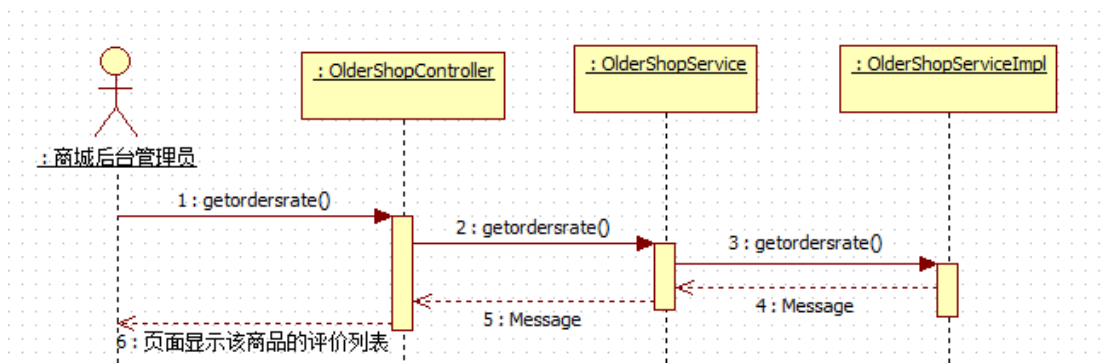 : OlderShopController
: OlderShopService
: OlderShopServiceImpl
: 商城后台管理员
1 : getordersrate()
2 : getordersrate()
3 : getordersrate()
4 : Message
5 : Message
6 : 页面显示该商品的评价列表